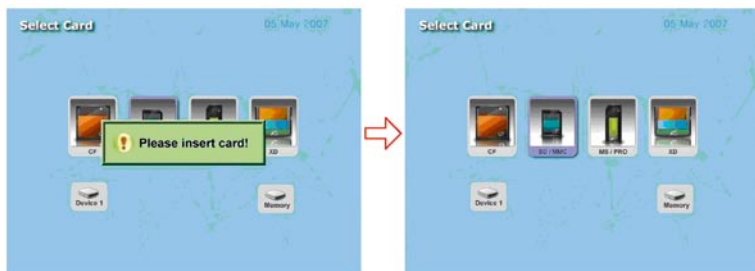 Select Card
05 May 2007
Please insert card!
CF
XD
Device 1
Memory
Select Card
05 May 2007
CF
SD / MMC
MS / PRO
XD
Device 1
Memory